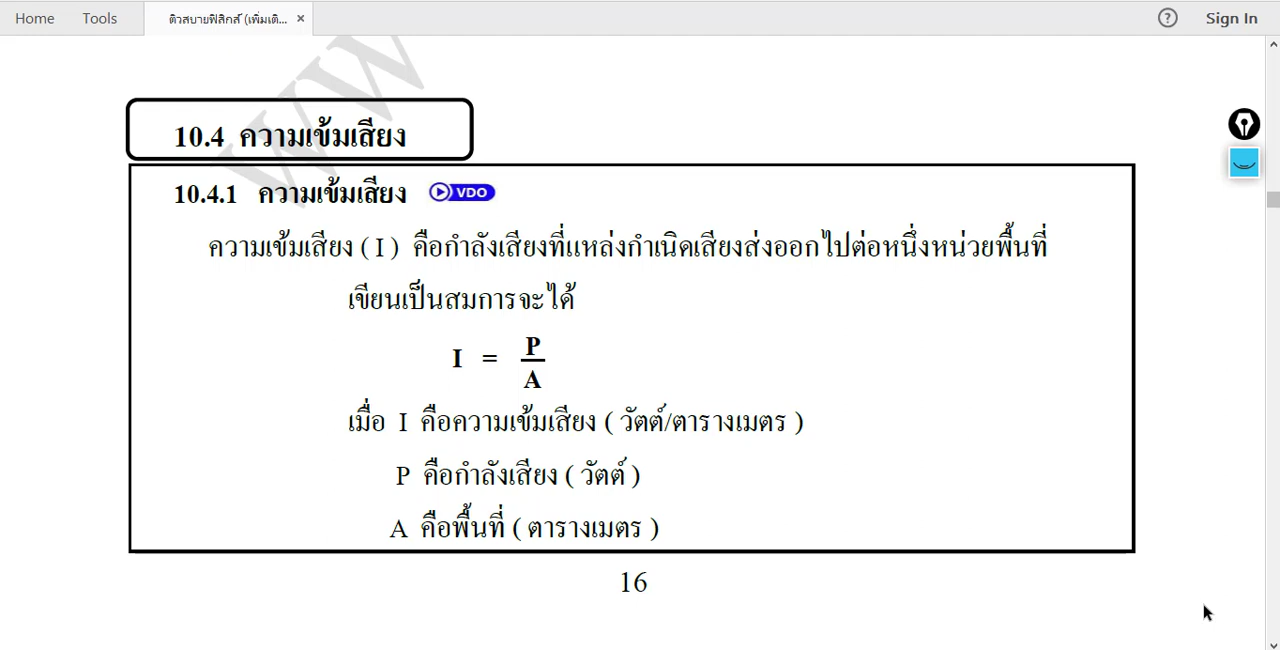 Home Tools ติวสบายฟิสิกส์ (เพิ่มเติ... × ? Sign In
WW
10.4 ความเข้มเสียง
10.4.1 ความเข้มเสียง VDO
ความเข้มเสียง ( I ) คือกำลังเสียงที่แหล่งกำเนิดเสียงส่งออกไปต่อหนึ่งหน่วยพื้นที่
เขียนเป็นสมการจะได้
I = P
A
เมื่อ I คือความเข้มเสียง ( วัตต์/ตารางเมตร )
P คือกำลังเสียง ( วัตต์ )
A คือพื้นที่ ( ตารางเมตร )
16